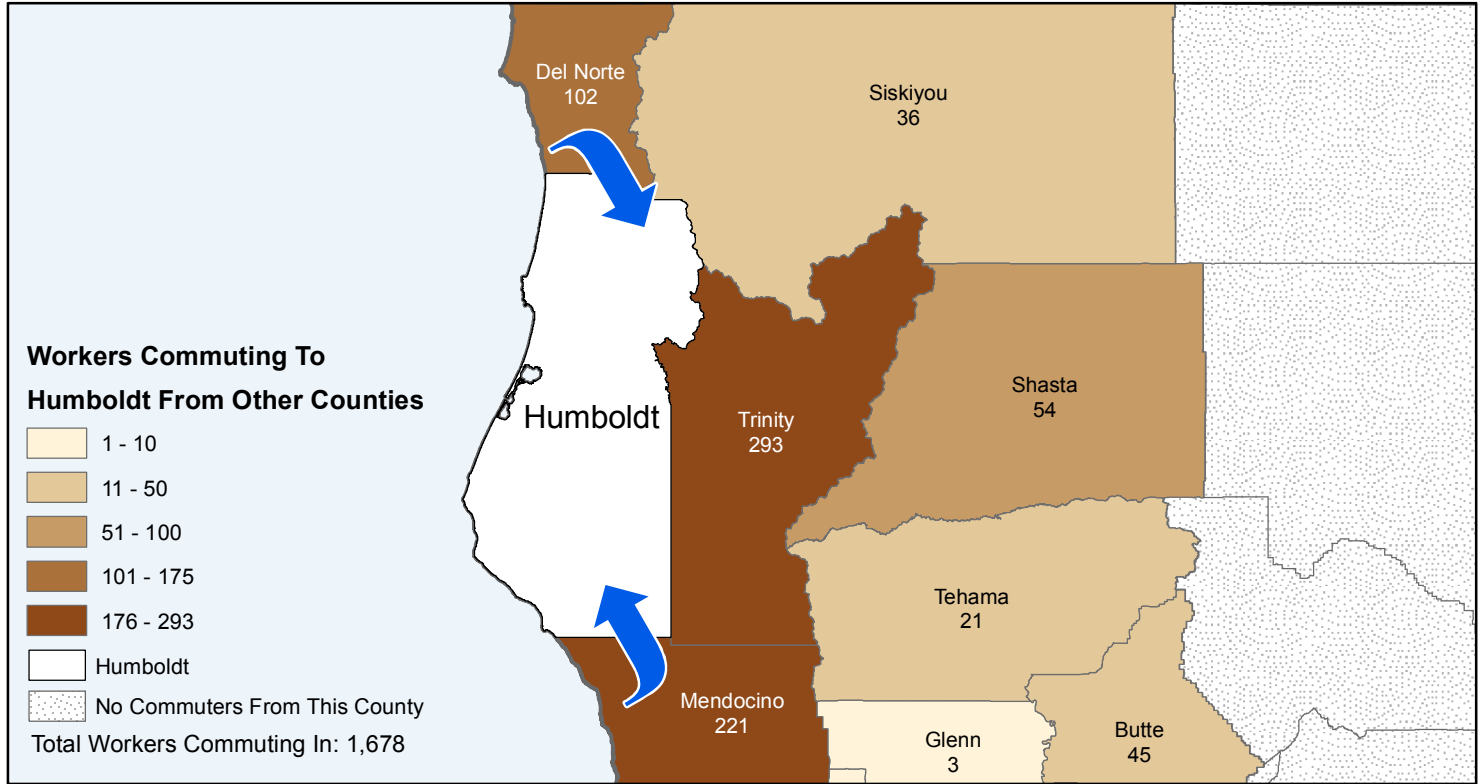 Del Norte
102
Siskiyou
36
Humboldt
Trinity
293
Shasta
54
Tehama
21
Mendocino
221
Glenn
3
Butte
45
Workers Commuting To
Humboldt From Other Counties
1 - 10
11 - 50
51 - 100
101 - 175
176 - 293
Humboldt
No Commuters From This County
Total Workers Commuting In: 1,678